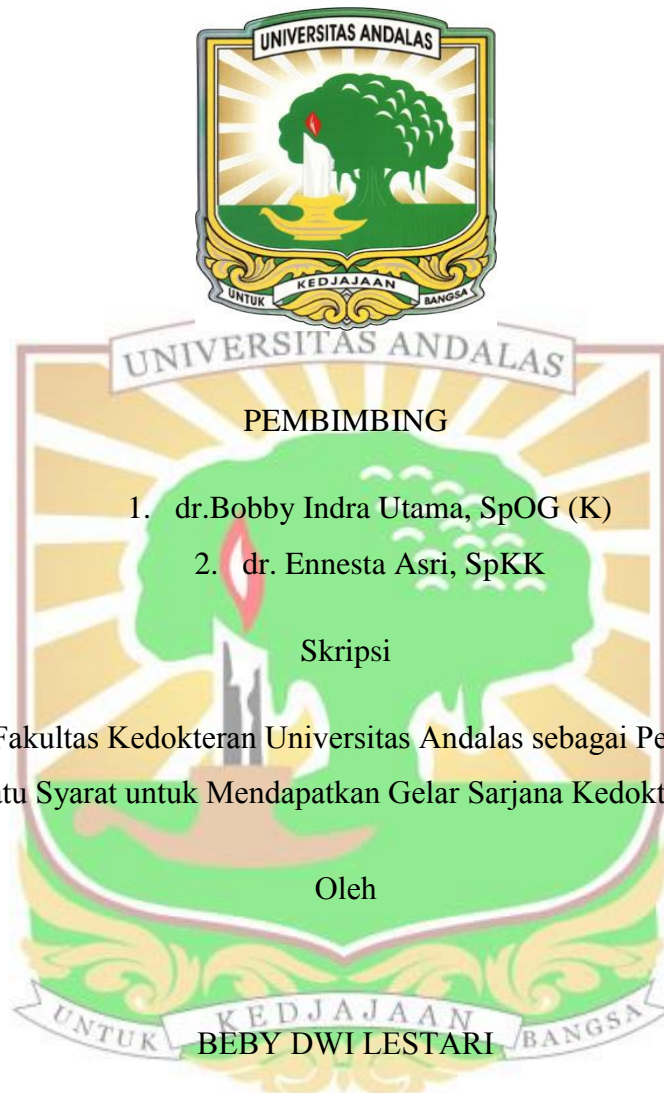 UNIVERSITAS ANDALAS
UNTUK KEDJAJAAN BANGSA
UNIVERSITAS ANDALAS
PEMBIMBING
1. dr.Bobby Indra Utama, SpOG (K)
2. dr. Ennesta Asri, SpKK
Skripsi
Fakultas Kedokteran Universitas Andalas sebagai Pe
tu Syarat untuk Mendapatkan Gelar Sarjana Kedokt
Oleh
UNTUK KEDJAJAAN BANGSA
BEBY DWI LESTARI